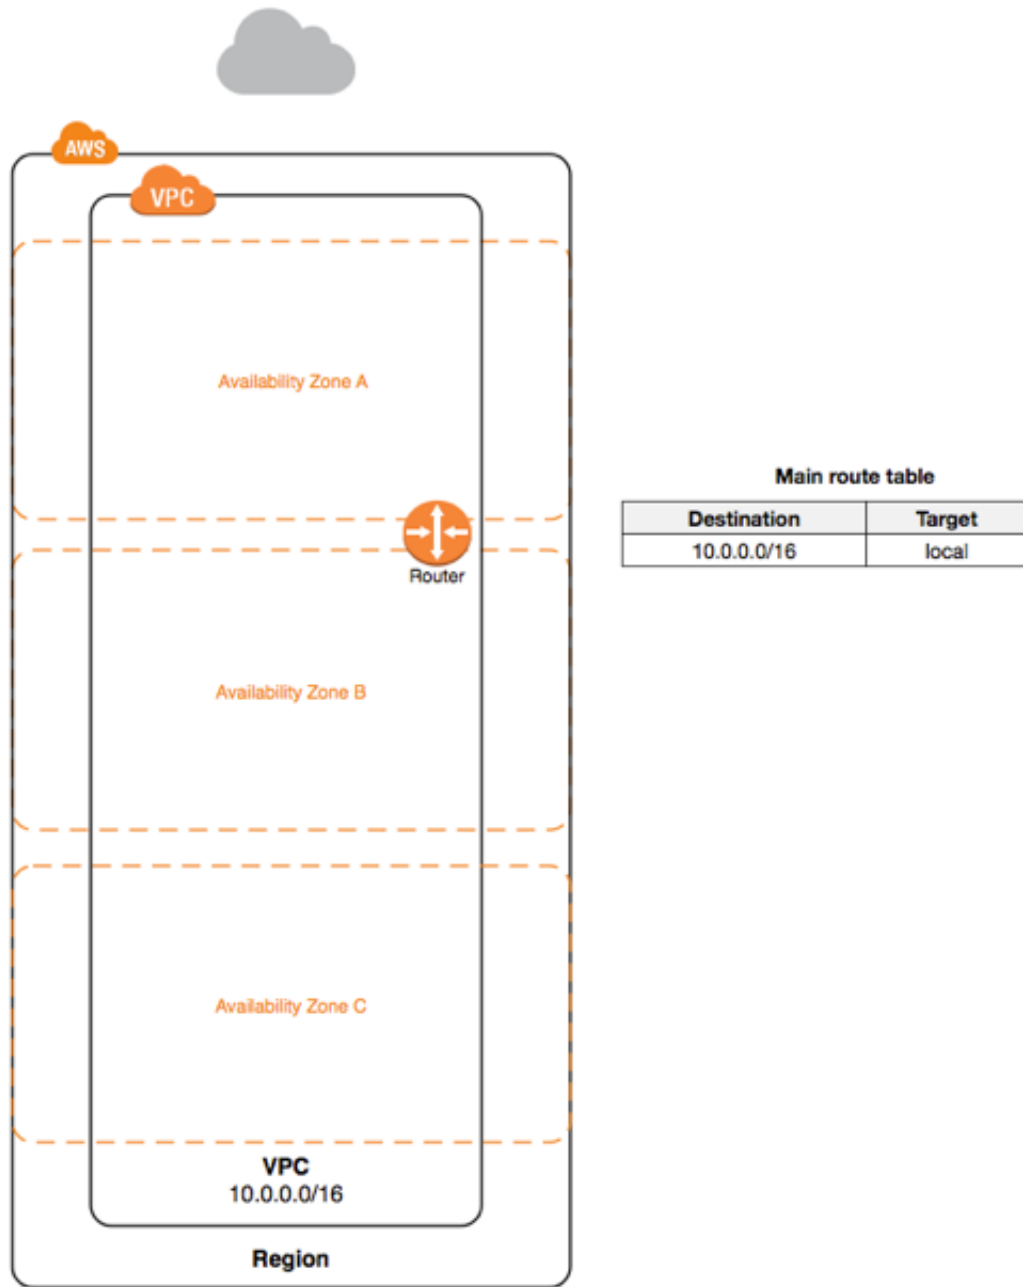 AWS
VPC
Availability Zone A
Main route table
Destination Target
10.0.0.0/16 local
Router
Availability Zone B
Availability Zone C
VPC
10.0.0.0/16
Region